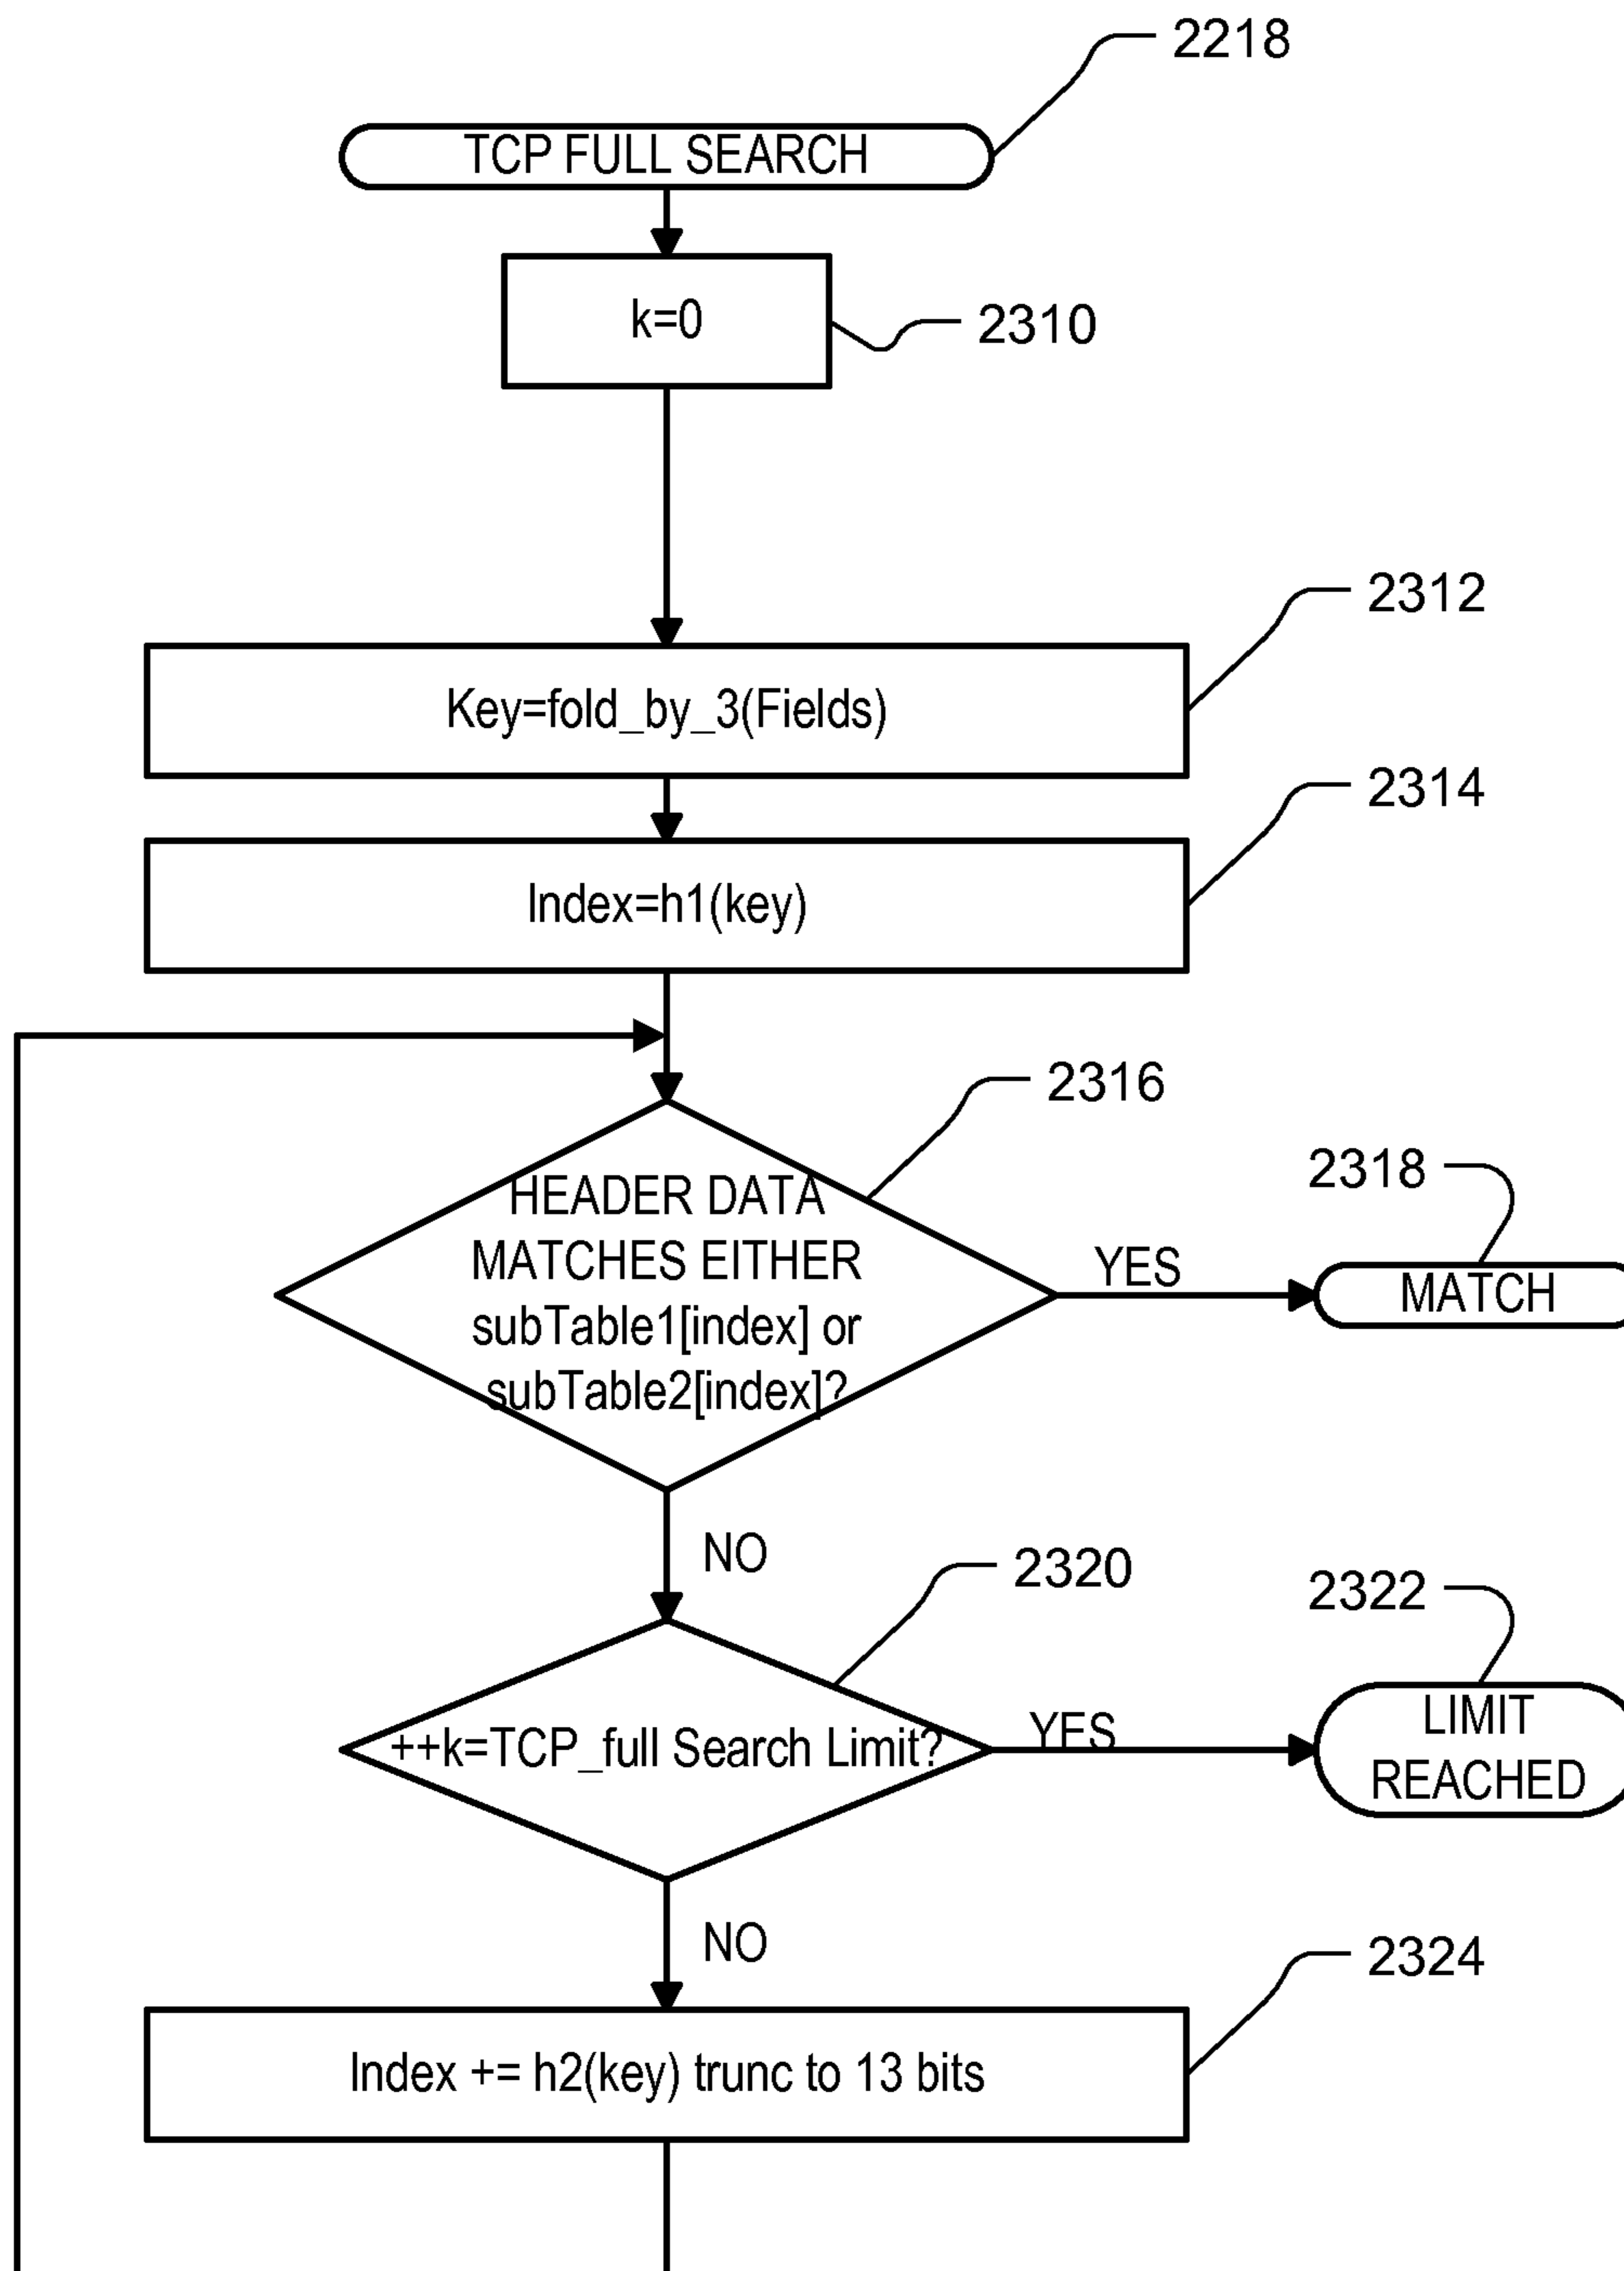 2218
TCP FULL SEARCH
k=0
2310
2312
Key=fold_by_3(Fields)
2314
Index=h1(key)
2316
HEADER DATA
MATCHES EITHER
subTable1[index] or
subTable2[index]?
YES
2318
MATCH
NO
2320
++k=TCP_full Search Limit?
YES
2322
LIMIT
REACHED
NO
2324
Index += h2(key) trunc to 13 bits